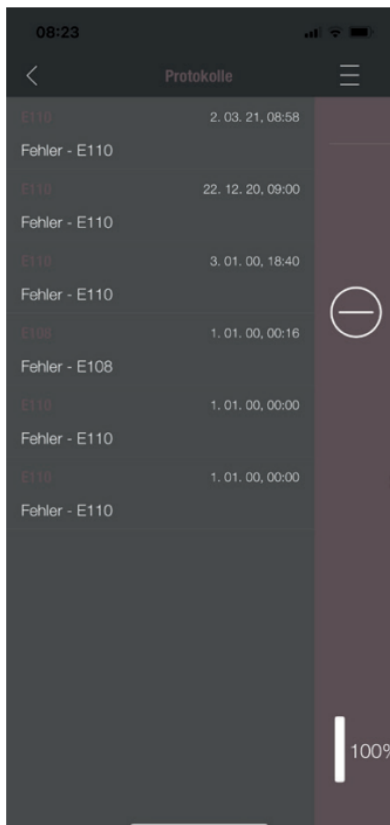 08:23
Protokolle
E110 2. 03. 21, 08:58
Fehler - E110
E110 22. 12. 20, 09:00
Fehler - E110
E110 3. 01. 00, 18:40
Fehler - E110
E108 1. 01. 00, 00:16
Fehler - E108
E110 1. 01. 00, 00:00
Fehler - E110
E110 1. 01. 00, 00:00
Fehler - E110
100%